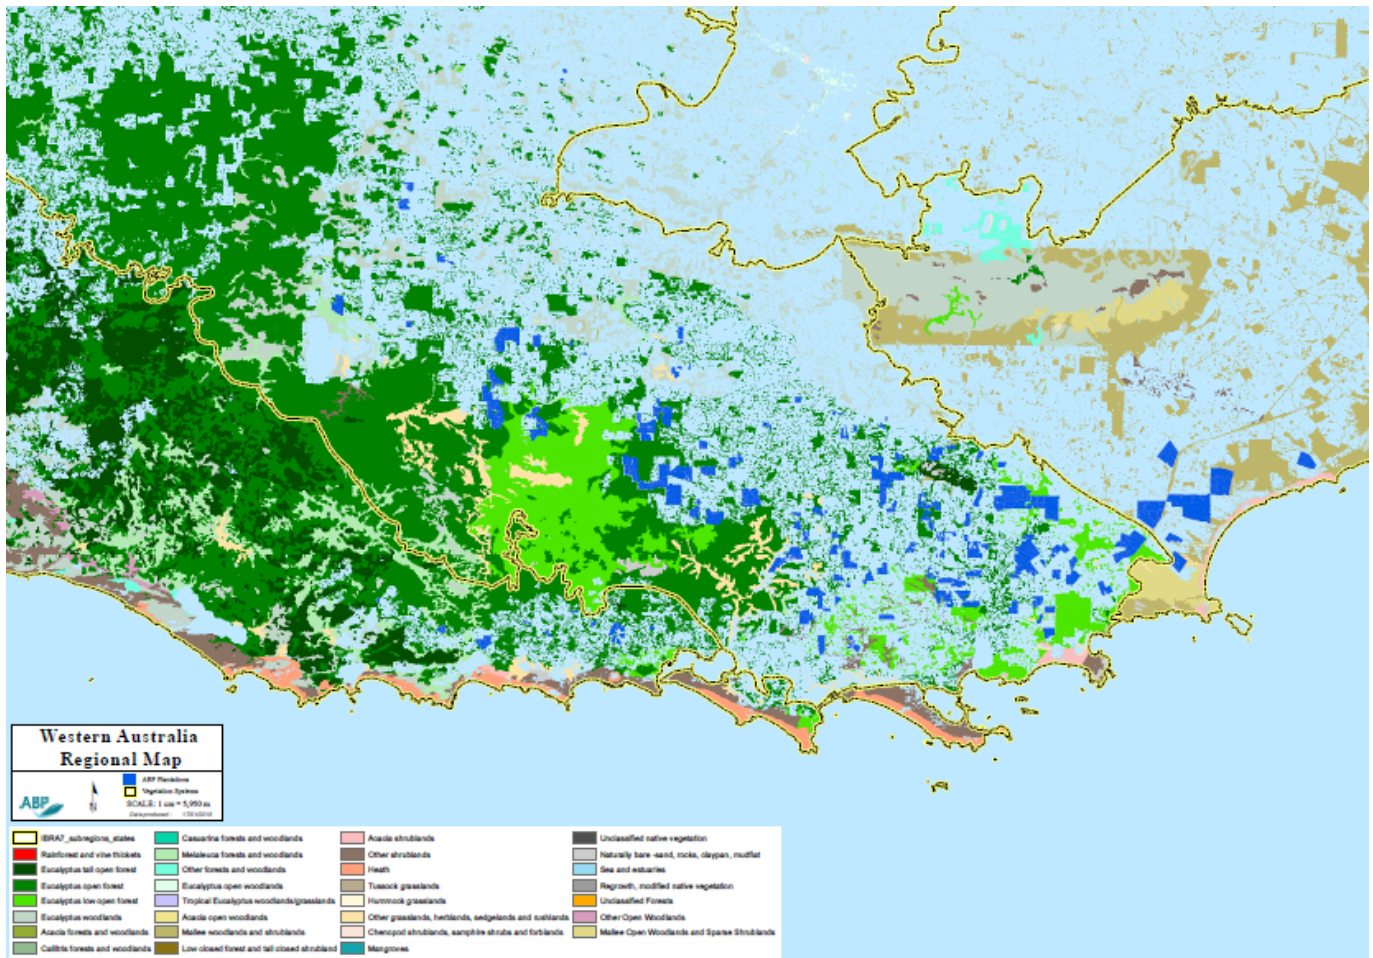 Western Australia
Regional Map
ABP Plantations
Vegetation Systems
ABP
N
SCALE: 1 cm = 5,950 m
Data produced :
IBRA7_subregions_states
Rainforest and vine thickets
Eucalyptus tall open forest
Eucalyptus open forest
Eucalyptus low open forest
Eucalyptus woodlands
Acacia forests and woodlands
Callitris forests and woodlands
Casuarina forests and woodlands
Melaleuca forests and woodlands
Other forests and woodlands
Eucalyptus open woodlands
Tropical Eucalyptus woodlands/grasslands
Acacia open woodlands
Mallee woodlands and shrublands
Low closed forest and tall closed shrubland
Acacia shrublands
Other shrublands
Heath
Tussock grasslands
Hummock grasslands
Other grasslands, herblands, sedgelands and rushlands
Chenopod shrublands, samphire shrubs and forblands
Mangroves
Unclassified native vegetation
Naturally bare -sand, rocks, claypan, mudflat
Sea and estuaries
Regrowth, modified native vegetation
Unclassified Forests
Other Open Woodlands
Mallee Open Woodlands and Sparse Shrublands